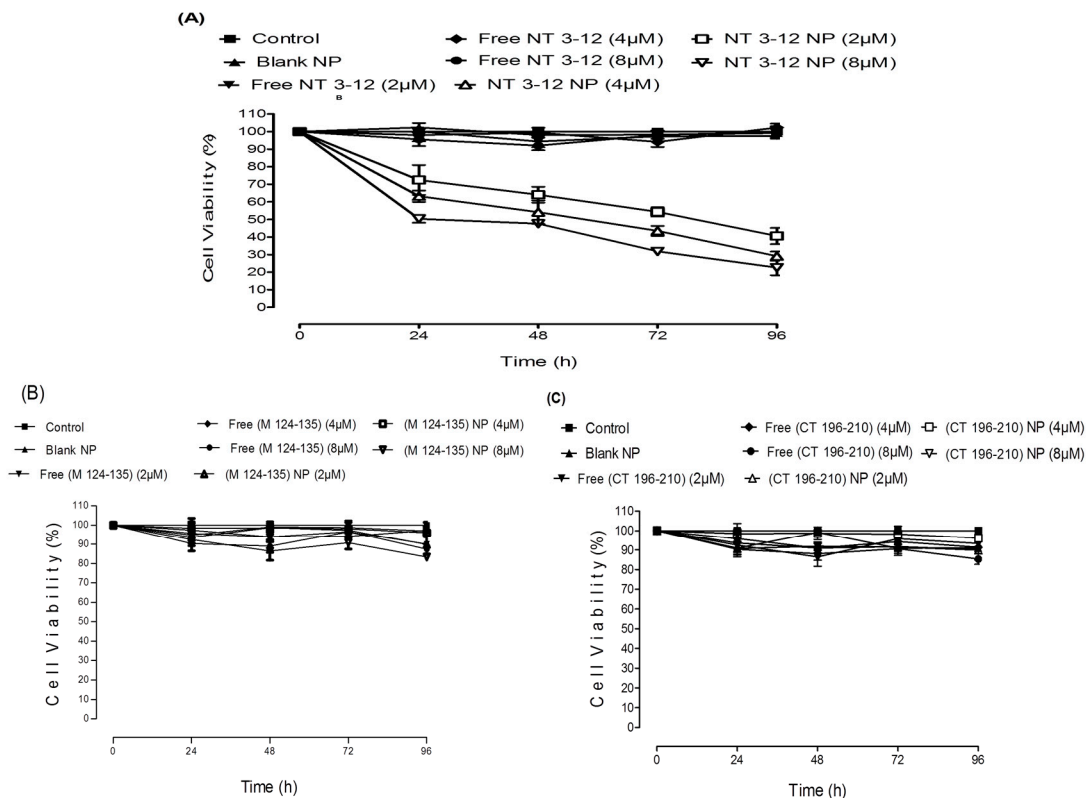 (A)
Control
Free NT 3-12 (4µM)
NT 3-12 NP (2µM)
Blank NP
Free NT 3-12 (8µM)
NT 3-12 NP (8µM)
Free NT 3-12 (2µM)
NT 3-12 NP (4µM)
B
Cell Viability (%)
110
100
90
80
70
60
50
40
30
20
10
0
0 24 48 72 96
Time (h)
(B)
Control
Free (M 124-135) (4µM)
(M 124-135) NP (4µM)
Blank NP
Free (M 124-135) (8µM)
(M 124-135) NP (8µM)
Free (M 124-135) (2µM)
(M 124-135) NP (2µM)
Cell Viability (%)
110
100
90
80
70
60
50
40
30
20
10
0
0 24 48 72 96
Time (h)
(C)
Control
Free (CT 196-210) (4µM)
(CT 196-210) NP (4µM)
Blank NP
Free (CT 196-210) (8µM)
(CT 196-210) NP (8µM)
Free (CT 196-210) (2µM)
(CT 196-210) NP (2µM)
Cell Viability (%)
110
100
90
80
70
60
50
40
30
20
10
0
0 24 48 72 96
Time (h)